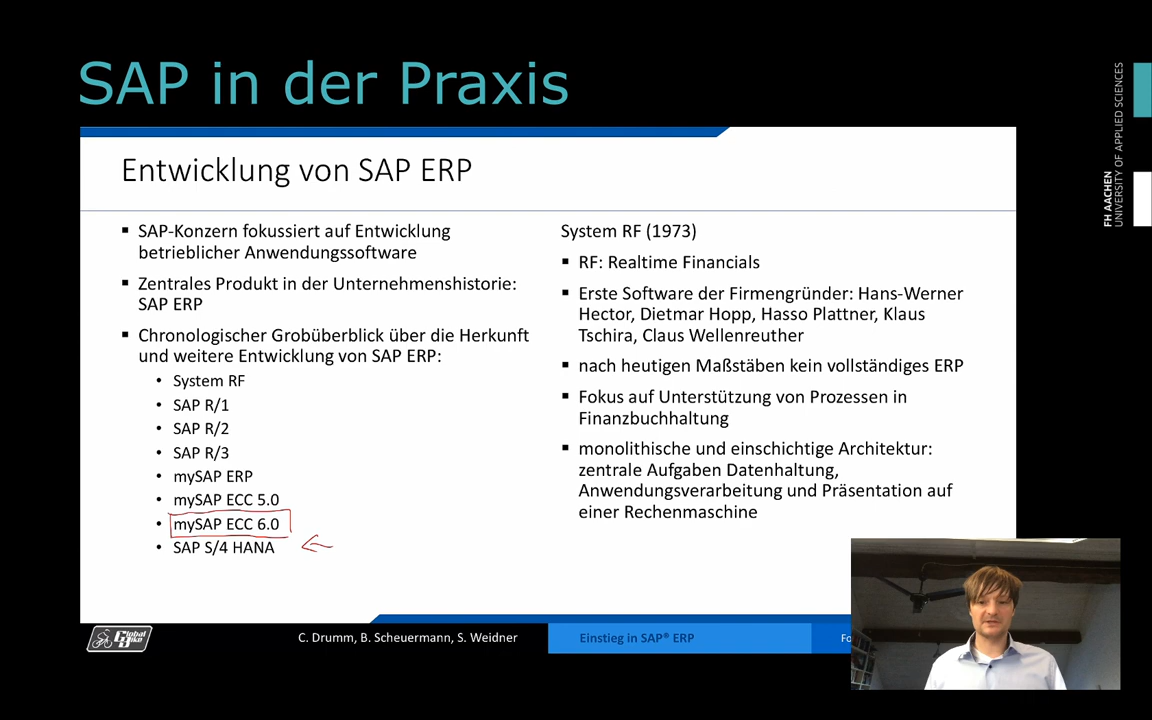 SAP in der Praxis
FH AACHEN
UNIVERSITY OF APPLIED SCIENCES
Entwicklung von SAP ERP
▪ SAP-Konzern fokussiert auf Entwicklung
betrieblicher Anwendungssoftware
▪ Zentrales Produkt in der Unternehmenshistorie:
SAP ERP
▪ Chronologischer Grobüberblick über die Herkunft
und weitere Entwicklung von SAP ERP:
• System RF
• SAP R/1
• SAP R/2
• SAP R/3
• mySAP ERP
• mySAP ECC 5.0
• mySAP ECC 6.0
• SAP S/4 HANA
System RF (1973)
▪ RF: Realtime Financials
▪ Erste Software der Firmengründer: Hans-Werner
Hector, Dietmar Hopp, Hasso Plattner, Klaus
Tschira, Claus Wellenreuther
▪ nach heutigen Maßstäben kein vollständiges ERP
▪ Fokus auf Unterstützung von Prozessen in
Finanzbuchhaltung
▪ monolithische und einschichtige Architektur:
zentrale Aufgaben Datenhaltung,
Anwendungsverarbeitung und Präsentation auf
einer Rechenmaschine
Global Bike
C. Drumm, B. Scheuermann, S. Weidner
Einstieg in SAP® ERP